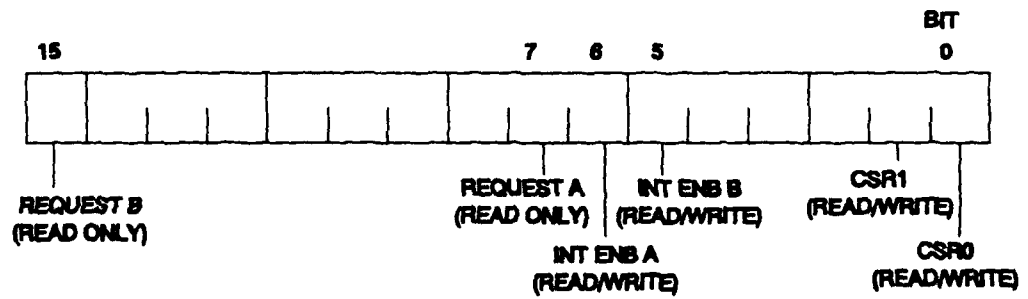 BIT
15 7 6 5 0
REQUEST B
(READ ONLY)
REQUEST A
(READ ONLY)
INT ENB A
(READ/WRITE)
INT ENB B
(READ/WRITE)
CSR1
(READ/WRITE)
CSR0
(READ/WRITE)